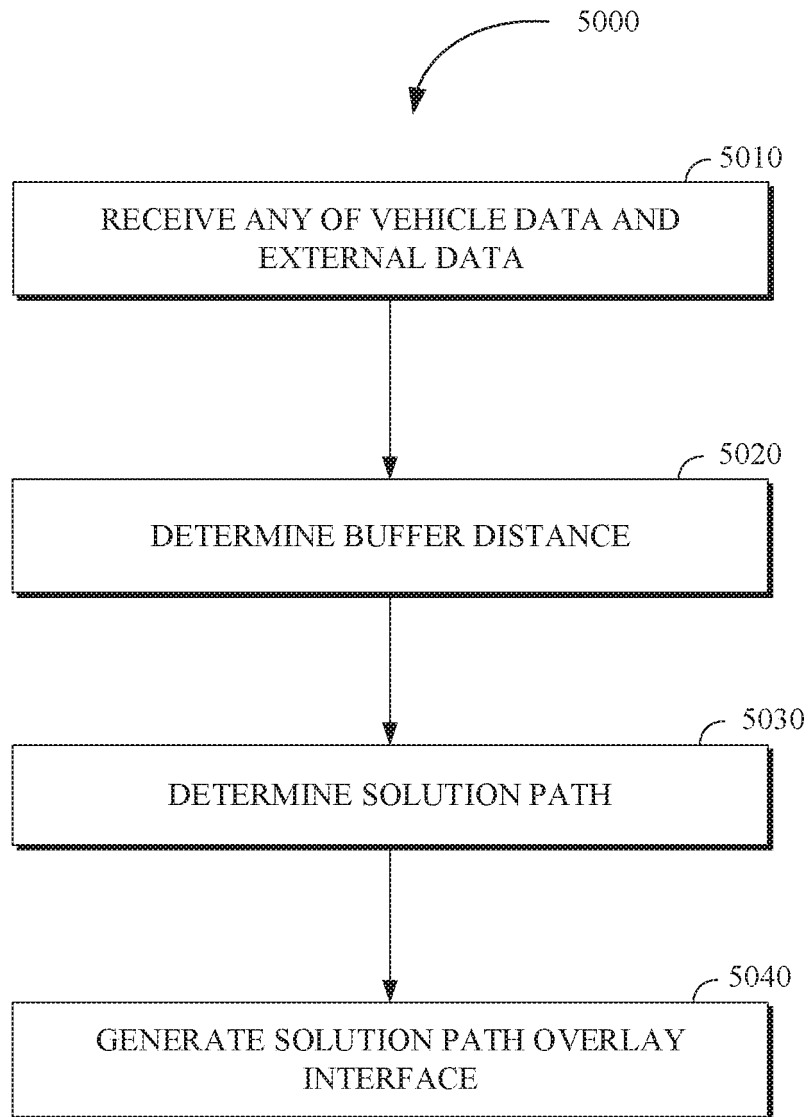 5000
5010
RECEIVE ANY OF VEHICLE DATA AND
EXTERNAL DATA
5020
DETERMINE BUFFER DISTANCE
5030
DETERMINE SOLUTION PATH
5040
GENERATE SOLUTION PATH OVERLAY
INTERFACE